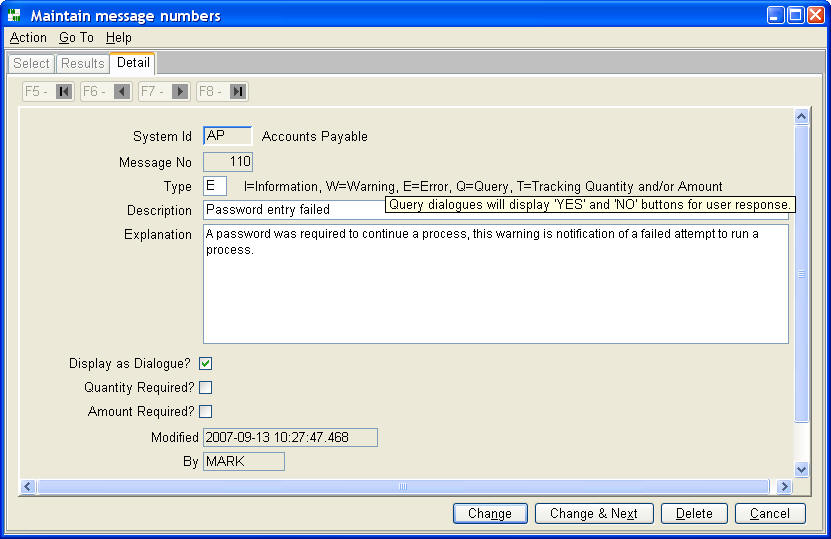 Maintain message numbers
Action Go To Help
Select Results Detail
F5 - F6 - F7 - F8 -
System Id AP Accounts Payable
Message No 110
Type E I=Information, W=Warning, E=Error, Q=Query, T=Tracking Quantity and/or Amount
Query dialogues will display 'YES' and 'NO' buttons for user response.
Description Password entry failed
Explanation A password was required to continue a process, this warning is notification of a failed attempt to run a
process.
Display as Dialogue?
Quantity Required?
Amount Required?
Modified 2007-09-13 10:27:47.468
By MARK
Change Change & Next Delete Cancel